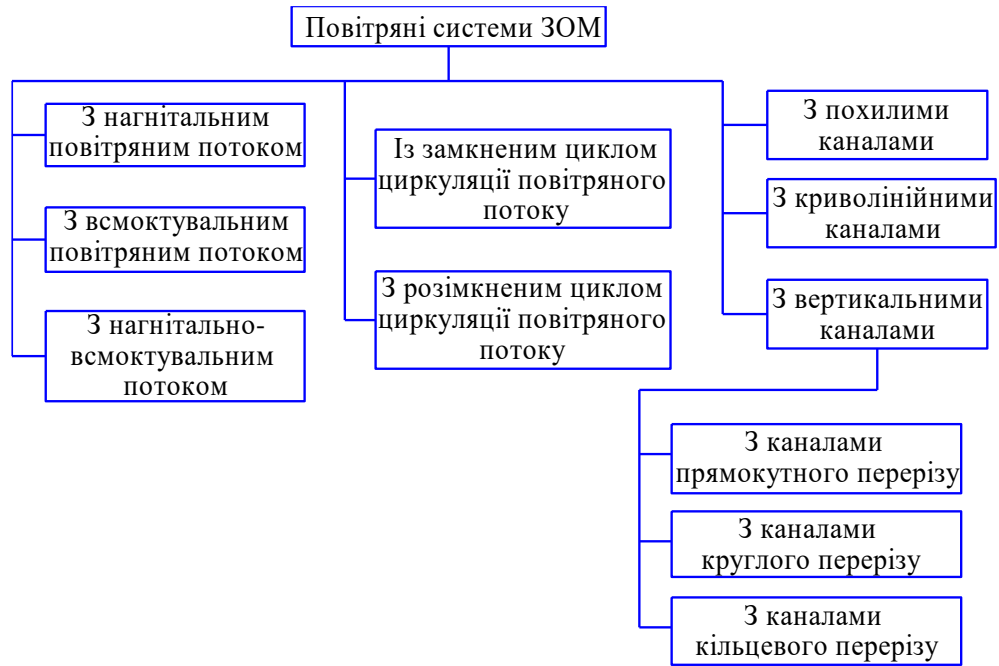 Повітряні системи ЗОМ
З нагнітальним
повітряним потоком
З всмоктувальним
повітряним потоком
З нагнітально-
всмоктувальним
потоком
Із замкненим циклом
циркуляції повітряного
потоку
З розімкненим циклом
циркуляції повітряного
потоку
З похилими
каналами
З криволінійними
каналами
З вертикальними
каналами
З каналами
прямокутного перерізу
З каналами
круглого перерізу
З каналами
кільцевого перерізу